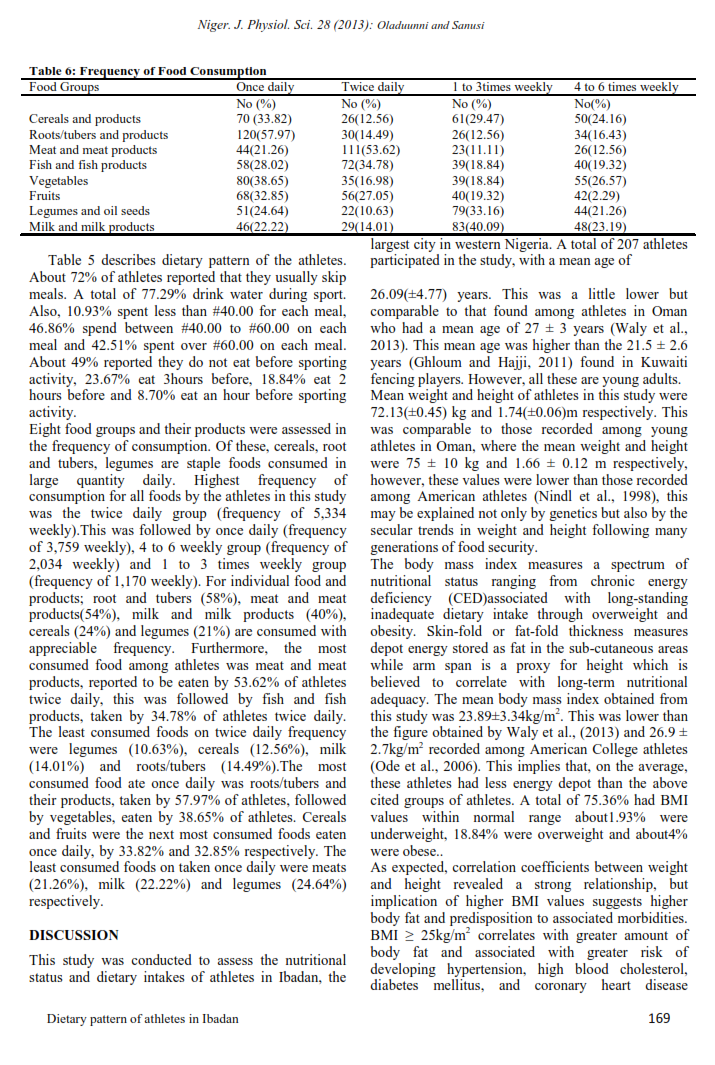 Niger. J. Physiol. Sci. 28 (2013): Oladuunni and Sanusi
Table 6: Frequency of Food Consumption
Food Groups Once daily Twice daily 1 to 3times weekly 4 to 6 times weekly
No (%) No (%) No (%) No(%)
Cereals and products 70 (33.82) 26(12.56) 61(29.47) 50(24.16)
Roots/tubers and products 120(57.97) 30(14.49) 26(12.56) 34(16.43)
Meat and meat products 44(21.26) 111(53.62) 23(11.11) 26(12.56)
Fish and fish products 58(28.02) 72(34.78) 39(18.84) 40(19.32)
Vegetables 80(38.65) 35(16.98) 39(18.84) 55(26.57)
Fruits 68(32.85) 56(27.05) 40(19.32) 42(2.29)
Legumes and oil seeds 51(24.64) 22(10.63) 79(33.16) 44(21.26)
Milk and milk products 46(22.22) 29(14.01) 83(40.09) 48(23.19)
Table 5 describes dietary pattern of the athletes.
About 72% of athletes reported that they usually skip
meals. A total of 77.29% drink water during sport.
Also, 10.93% spent less than #40.00 for each meal,
46.86% spend between #40.00 to #60.00 on each
meal and 42.51% spent over #60.00 on each meal.
About 49% reported they do not eat before sporting
activity, 23.67% eat 3hours before, 18.84% eat 2
hours before and 8.70% eat an hour before sporting
activity.
Eight food groups and their products were assessed in
the frequency of consumption. Of these, cereals, root
and tubers, legumes are staple foods consumed in
large quantity daily. Highest frequency of
consumption for all foods by the athletes in this study
was the twice daily group (frequency of 5,334
weekly).This was followed by once daily (frequency
of 3,759 weekly), 4 to 6 weekly group (frequency of
2,034 weekly) and 1 to 3 times weekly group
(frequency of 1,170 weekly). For individual food and
products; root and tubers (58%), meat and meat
products(54%), milk and milk products (40%),
cereals (24%) and legumes (21%) are consumed with
appreciable frequency. Furthermore, the most
consumed food among athletes was meat and meat
products, reported to be eaten by 53.62% of athletes
twice daily, this was followed by fish and fish
products, taken by 34.78% of athletes twice daily.
The least consumed foods on twice daily frequency
were legumes (10.63%), cereals (12.56%), milk
(14.01%) and roots/tubers (14.49%).The most
consumed food ate once daily was roots/tubers and
their products, taken by 57.97% of athletes, followed
by vegetables, eaten by 38.65% of athletes. Cereals
and fruits were the next most consumed foods eaten
once daily, by 33.82% and 32.85% respectively. The
least consumed foods on taken once daily were meats
(21.26%), milk (22.22%) and legumes (24.64%)
respectively.
DISCUSSION
This study was conducted to assess the nutritional
status and dietary intakes of athletes in Ibadan, the
largest city in western Nigeria. A total of 207 athletes
participated in the study, with a mean age of
26.09(±4.77) years. This was a little lower but
comparable to that found among athletes in Oman
who had a mean age of 27 ± 3 years (Waly et al.,
2013). This mean age was higher than the 21.5 ± 2.6
years (Ghloum and Hajji, 2011) found in Kuwaiti
fencing players. However, all these are young adults.
Mean weight and height of athletes in this study were
72.13(±0.45) kg and 1.74(±0.06)m respectively. This
was comparable to those recorded among young
athletes in Oman, where the mean weight and height
were 75 ± 10 kg and 1.66 ± 0.12 m respectively,
however, these values were lower than those recorded
among American athletes (Nindl et al., 1998), this
may be explained not only by genetics but also by the
secular trends in weight and height following many
generations of food security.
The body mass index measures a spectrum of
nutritional status ranging from chronic energy
deficiency (CED)associated with long-standing
inadequate dietary intake through overweight and
obesity. Skin-fold or fat-fold thickness measures
depot energy stored as fat in the sub-cutaneous areas
while arm span is a proxy for height which is
believed to correlate with long-term nutritional
adequacy. The mean body mass index obtained from
this study was 23.89±3.34kg/m². This was lower than
the figure obtained by Waly et al., (2013) and 26.9 ±
2.7kg/m² recorded among American College athletes
(Ode et al., 2006). This implies that, on the average,
these athletes had less energy depot than the above
cited groups of athletes. A total of 75.36% had BMI
values within normal range about1.93% were
underweight, 18.84% were overweight and about4%
were obese..
As expected, correlation coefficients between weight
and height revealed a strong relationship, but
implication of higher BMI values suggests higher
body fat and predisposition to associated morbidities.
BMI ≥ 25kg/m² correlates with greater amount of
body fat and associated with greater risk of
developing hypertension, high blood cholesterol,
diabetes mellitus, and coronary heart disease
Dietary pattern of athletes in Ibadan 169